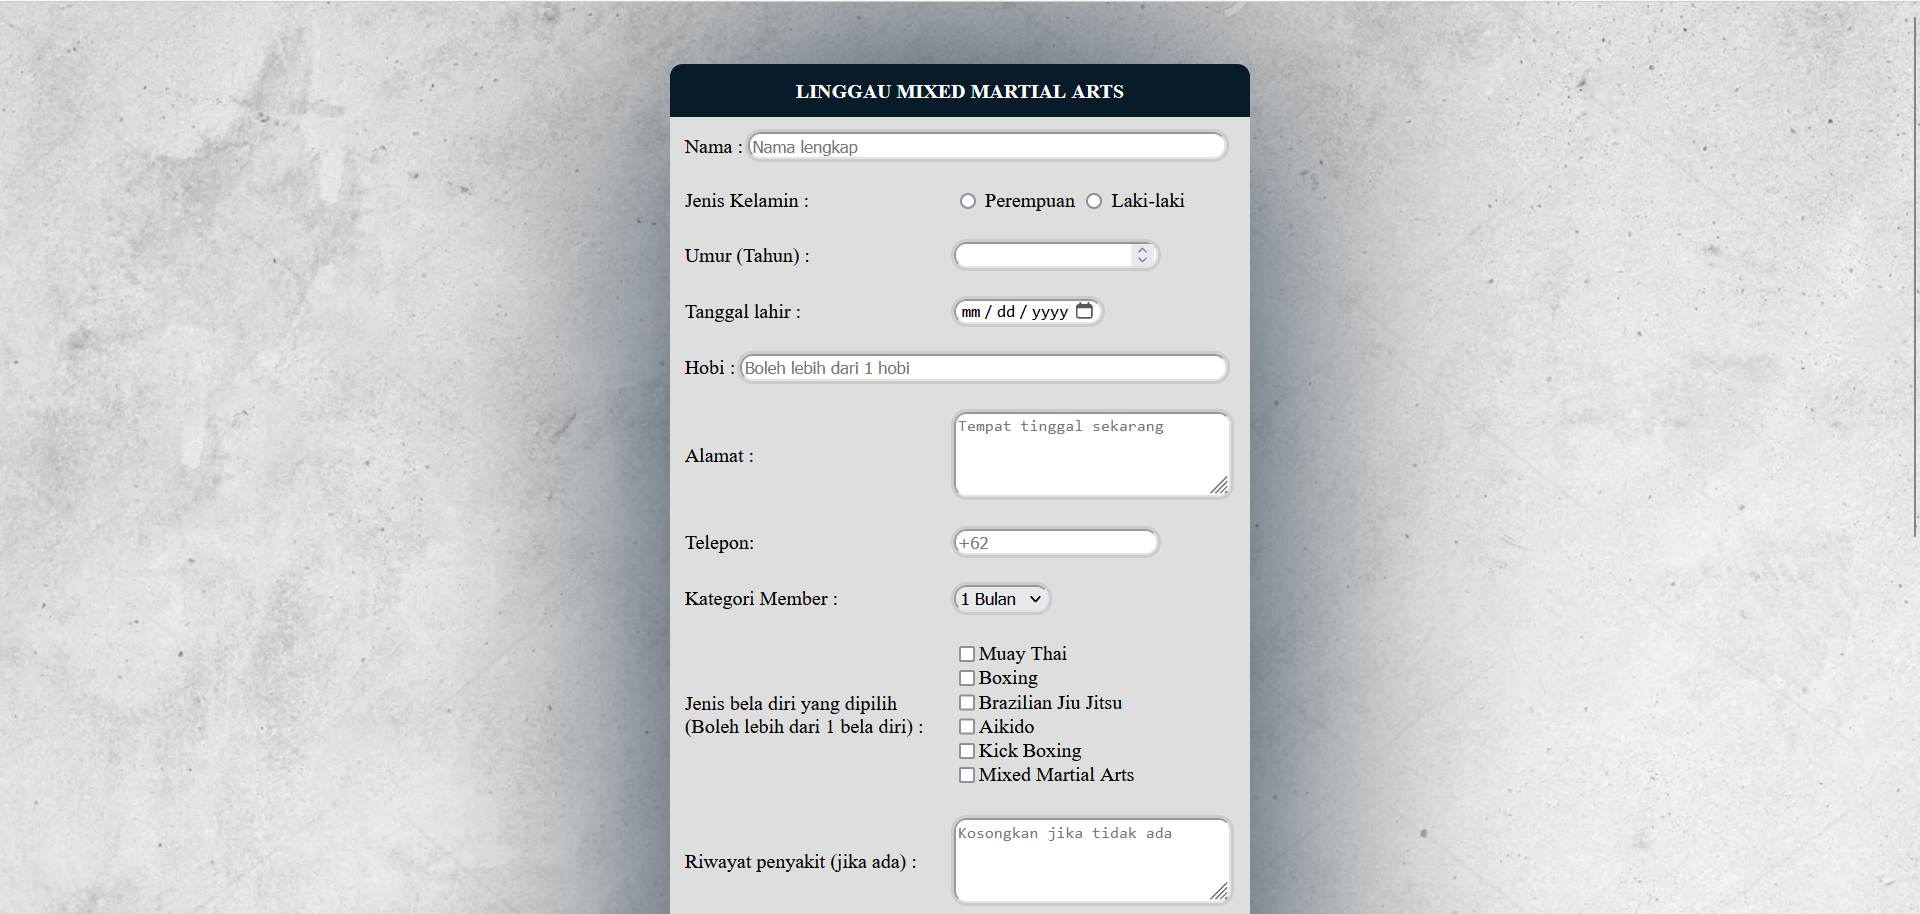 LINGGAU MIXED MARTIAL ARTS
Nama : Nama lengkap
Jenis Kelamin : Perempuan Laki-laki
Umur (Tahun) :
Tanggal lahir : mm / dd / yyyy
Hobi : Boleh lebih dari 1 hobi
Tempat tinggal sekarang
Alamat :
Telepon: +62
Kategori Member : 1 Bulan
Muay Thai
Boxing
Jenis bela diri yang dipilih Brazilian Jiu Jitsu
(Boleh lebih dari 1 bela diri) : Aikido
Kick Boxing
Mixed Martial Arts
Kosongkan jika tidak ada
Riwayat penyakit (jika ada) :